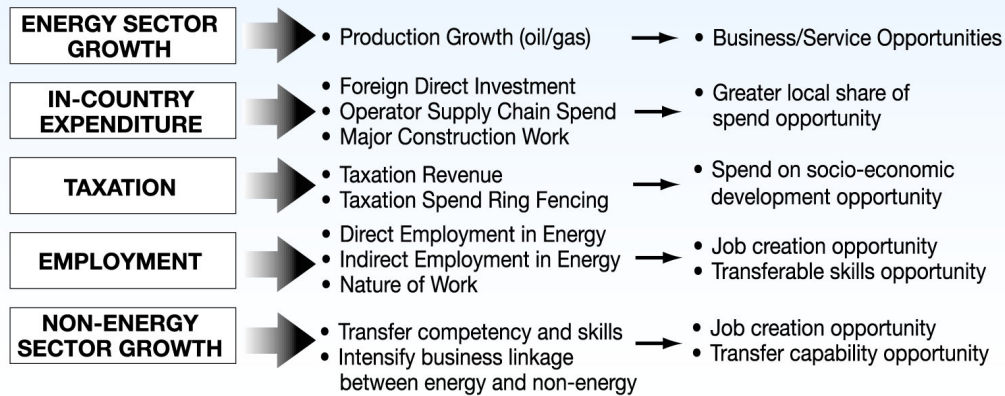 ENERGY SECTOR
GROWTH
• Production Growth (oil/gas)
• Business/Service Opportunities
IN-COUNTRY
EXPENDITURE
• Foreign Direct Investment
• Operator Supply Chain Spend
• Major Construction Work
• Greater local share of
spend opportunity
TAXATION
• Taxation Revenue
• Taxation Spend Ring Fencing
• Spend on socio-economic
development opportunity
EMPLOYMENT
• Direct Employment in Energy
• Indirect Employment in Energy
• Nature of Work
• Job creation opportunity
• Transferable skills opportunity
NON-ENERGY
SECTOR GROWTH
• Transfer competency and skills
• Intensify business linkage
between energy and non-energy
• Job creation opportunity
• Transfer capability opportunity